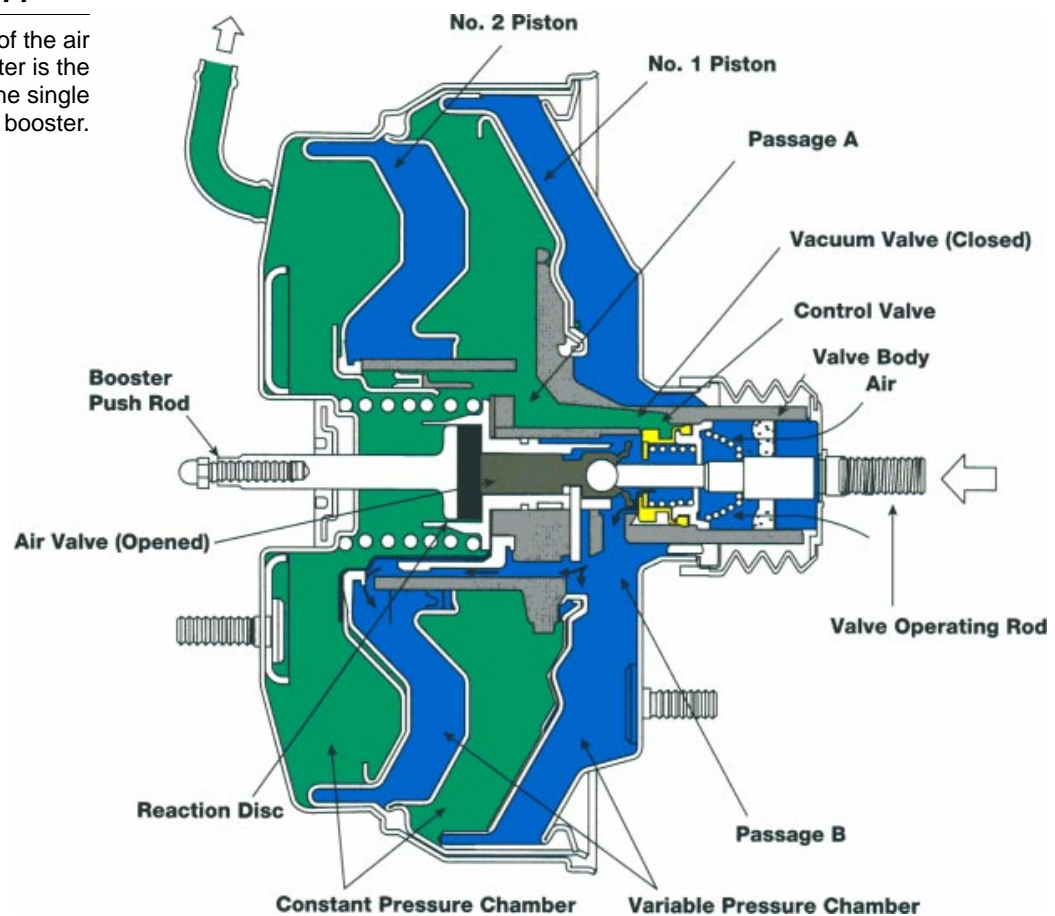 of the air
ter is the
ne single
booster.
No. 2 Piston
No. 1 Piston
Passage A
Vacuum Valve (Closed)
Control Valve
Valve Body
Air
Booster
Push Rod
Air Valve (Opened)
Valve Operating Rod
Reaction Disc
Passage B
Constant Pressure Chamber
Variable Pressure Chamber